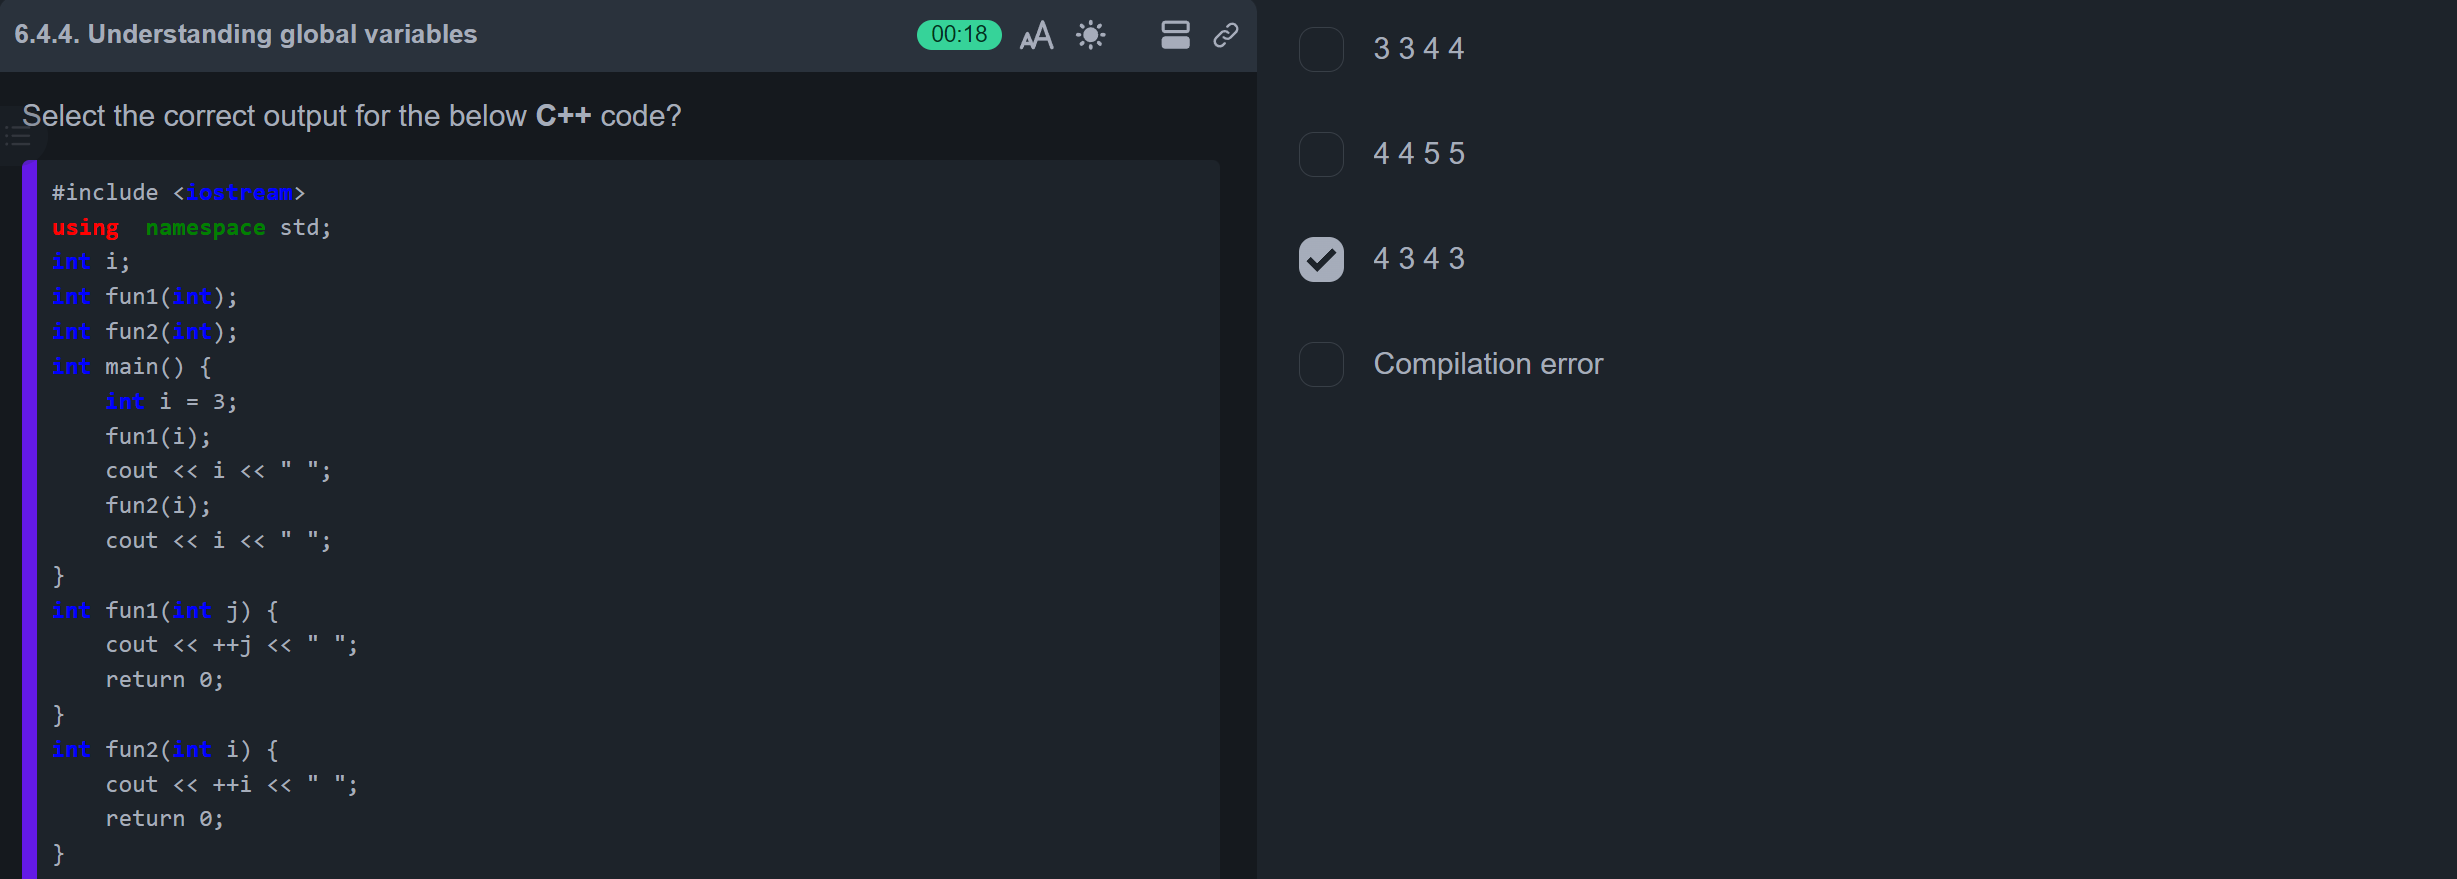 6.4.4. Understanding global variables
00:18
Select the correct output for the below C++ code?
#include <iostream>
using  namespace std;
int i;
int fun1(int);
int fun2(int);
int main() {
    int i = 3;
    fun1(i);
    cout << i << " ";
    fun2(i);
    cout << i << " ";
}
int fun1(int j) {
    cout << ++j << " ";
    return 0;
}
int fun2(int i) {
    cout << ++i << " ";
    return 0;
}
3 3 4 4
4 4 5 5
4 3 4 3
Compilation error